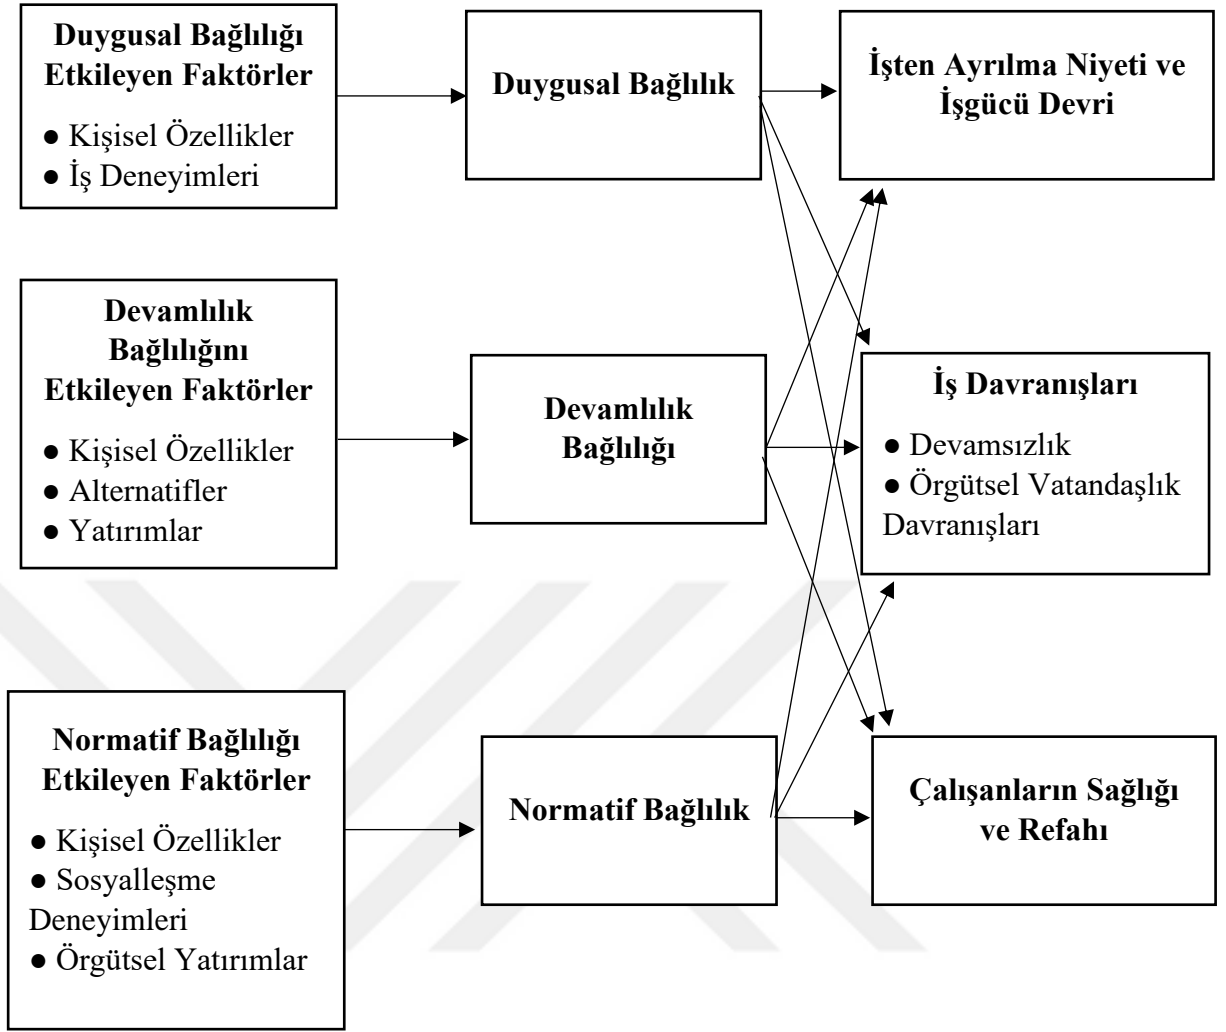 Duygusal Bağlılığı
Etkileyen Faktörler
● Kişisel Özellikler
● İş Deneyimleri
Duygusal Bağlılık
İşten Ayrılma Niyeti ve
İşgücü Devri
Devamlılık
Bağlılığını
Etkileyen Faktörler
● Kişisel Özellikler
● Alternatifler
● Yatırımlar
Devamlılık
Bağlılığı
İş Davranışları
● Devamsızlık
● Örgütsel Vatandaşlık
Davranışları
Normatif Bağlılığı
Etkileyen Faktörler
● Kişisel Özellikler
● Sosyalleşme
Deneyimleri
● Örgütsel Yatırımlar
Normatif Bağlılık
Çalışanların Sağlığı
ve Refahı